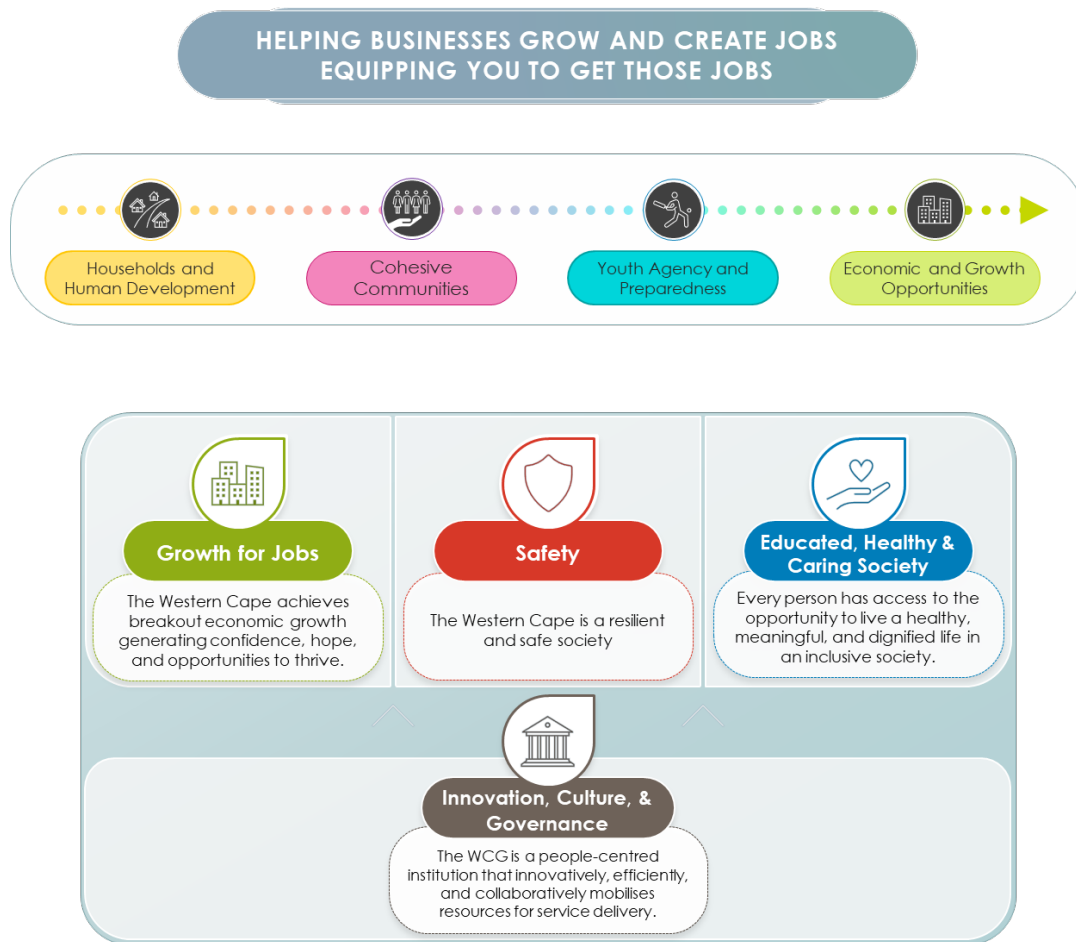 HELPING BUSINESSES GROW AND CREATE JOBS
EQUIPPING YOU TO GET THOSE JOBS
Households and
Human Development
Cohesive
Communities
Youth Agency and
Preparedness
Economic and Growth
Opportunities
Growth for Jobs
The Western Cape achieves
breakout economic growth
generating confidence, hope,
and opportunities to thrive.
Safety
The Western Cape is a resilient
and safe society
Educated, Healthy &
Caring Society
Every person has access to the
opportunity to live a healthy,
meaningful, and dignified life in
an inclusive society.
Innovation, Culture, &
Governance
The WCG is a people-centred
institution that innovatively, efficiently,
and collaboratively mobilises
resources for service delivery.